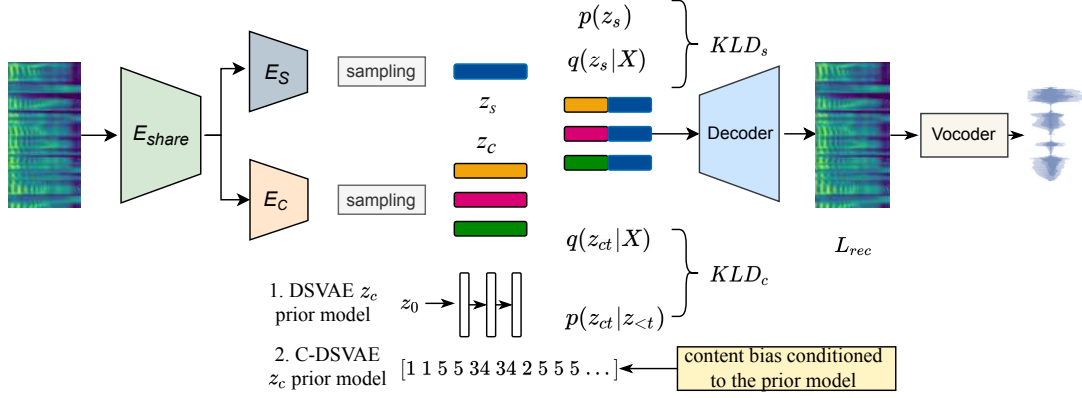 p(z_s)
KLD_s
q(z_s|X)
E_S
sampling
z_s
E_share
Decoder
Vocoder
z_c
E_C
sampling
q(z_ct|X)
L_rec
KLD_c
1. DSVAE z_c
prior model
z_0
p(z_ct|z_<t)
2. C-DSVAE
z_c prior model
[1 1 5 5 34 34 2 5 5 5 ...]
content bias conditioned
to the prior model